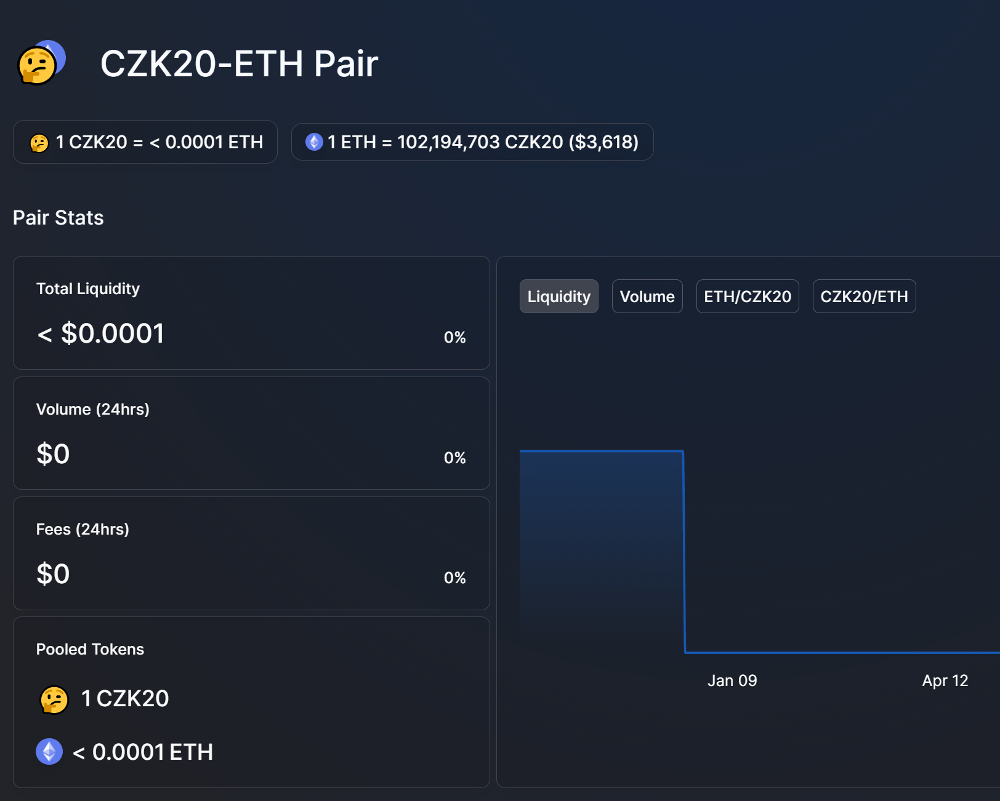 CZK20-ETH Pair
1 CZK20 = < 0.0001 ETH
1 ETH = 102,194,703 CZK20 ($3,618)
Pair Stats
Total Liquidity
< $0.0001
0%
Volume (24hrs)
$0
0%
Fees (24hrs)
$0
0%
Pooled Tokens
1 CZK20
< 0.0001 ETH
Liquidity
Volume
ETH/CZK20
CZK20/ETH
Jan 09
Apr 12